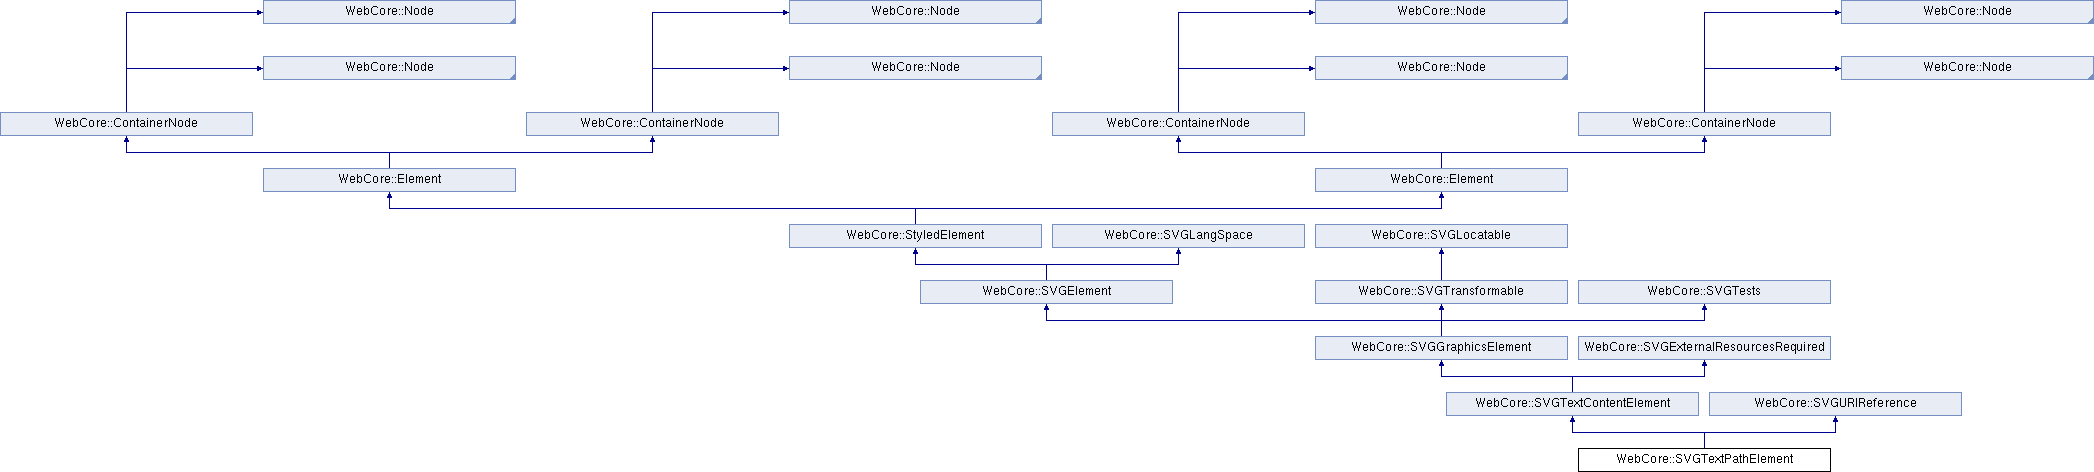 WebCore::Node
WebCore::Node
WebCore::Node
WebCore::Node
WebCore::Node
WebCore::Node
WebCore::Node
WebCore::Node
WebCore::ContainerNode
WebCore::ContainerNode
WebCore::ContainerNode
WebCore::ContainerNode
WebCore::Element
WebCore::Element
WebCore::StyledElement
WebCore::SVGLangSpace
WebCore::SVGLocatable
WebCore::SVGElement
WebCore::SVGTransformable
WebCore::SVGTests
WebCore::SVGGraphicsElement
WebCore::SVGExternalResourcesRequired
WebCore::SVGTextContentElement
WebCore::SVGURIReference
WebCore::SVGTextPathElement